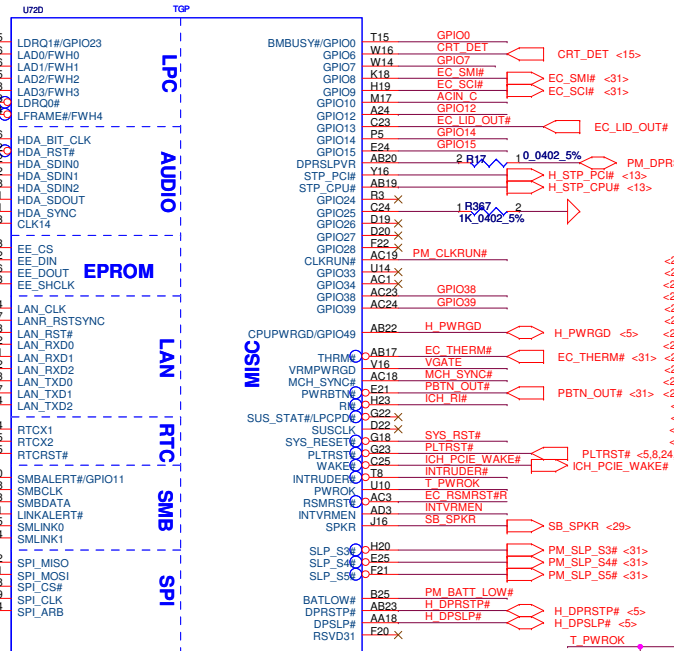 U72D
TGP
LDRQ1#/GPIO23
LAD0/FWH0
LAD1/FWH1
LAD2/FWH2
LAD3/FWH3
LDRQ0#
LFRAME#/FWH4
LPC
HDA_BIT_CLK
HDA_RST#
HDA_SDIN0
HDA_SDIN1
HDA_SDIN2
HDA_SDOUT
HDA_SYNC
CLK14
AUDIO
EE_CS
EE_DIN
EE_DOUT
EE_SHCLK
EPROM
LAN_CLK
LANR_RSTSYNC
LAN_RST#
LAN_RXD0
LAN_RXD1
LAN_RXD2
LAN_TXD0
LAN_TXD1
LAN_TXD2
LAN
RTCX1
RTCX2
RTCRST#
RTC
SMBALERT#/GPIO11
SMBCLK
SMBDATA
LINKALERT#
SMLINK0
SMLINK1
SMB
SPI_MISO
SPI_MOSI
SPI_CS#
SPI_CLK
SPI_ARB
SPI
MISC
BMBUSY#/GPIO0 T15 GPIO0
GPIO6 W16 CRT_DET CRT_DET <15>
GPIO7 W14 GPIO7
GPIO8 K18 EC_SMI# EC_SMI# <31>
GPIO9 H19 EC_SCI# EC_SCI# <31>
GPIO10 M17 ACIN_C
GPIO12 A24 GPIO12
GPIO13 C23 EC_LID_OUT# EC_LID_OUT#
GPIO14 P5 GPIO14
GPIO15 E24 GPIO15
DPRSLPVR AB20 2 R17 1 0_0402_5% PM_DPRS
STP_PCI# Y16 H_STP_PCI# <13>
STP_CPU# AB19 H_STP_CPU# <13>
GPIO24 R3
GPIO25 C24 1 R367 2 1K_0402_5%
GPIO26 D19
GPIO27 D20
GPIO28 F22
CLKRUN# AC19 PM_CLKRUN#
GPIO33 U14
GPIO34 AC1
GPIO38 AC23 GPIO38
GPIO39 AC24 GPIO39
CPUPWRGD/GPIO49 AB22 H_PWRGD H_PWRGD <5>
THRM# AB17 EC_THERM# EC_THERM# <31>
VRMPWRGD V16 VGATE
MCH_SYNC# AC18 MCH_SYNC#
PWRBTN# E21 PBTN_OUT# PBTN_OUT# <31>
RI# H23 ICH_RI#
SUS_STAT#/LPCPD# G22
SUSCLK D22
SYS_RESET# G18 SYS_RST#
PLTRST# G23 PLTRST# PLTRST# <5,8,24
WAKE# C25 ICH_PCIE_WAKE# ICH_PCIE_WAKE#
INTRUDER# T8 INTRUDER#
PWROK U10 T_PWROK
RSMRST# AC3 EC_RSMRST#R
INTVRMEN AD3 INTVRMEN
SPKR J16 SB_SPKR SB_SPKR <29>
SLP_S3# H20 PM_SLP_S3# <31>
SLP_S4# E25 PM_SLP_S4# <31>
SLP_S5# F21 PM_SLP_S5# <31>
BATLOW# B25 PM_BATT_LOW#
DPRSTP# AB23 H_DPRSTP# H_DPRSTP# <5>
DPSLP# AA18 H_DPSLP# H_DPSLP# <5>
RSVD31 F20
T_PWROK